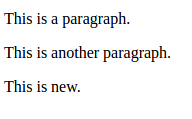 This is a paragraph.
This is another paragraph.
This is new.